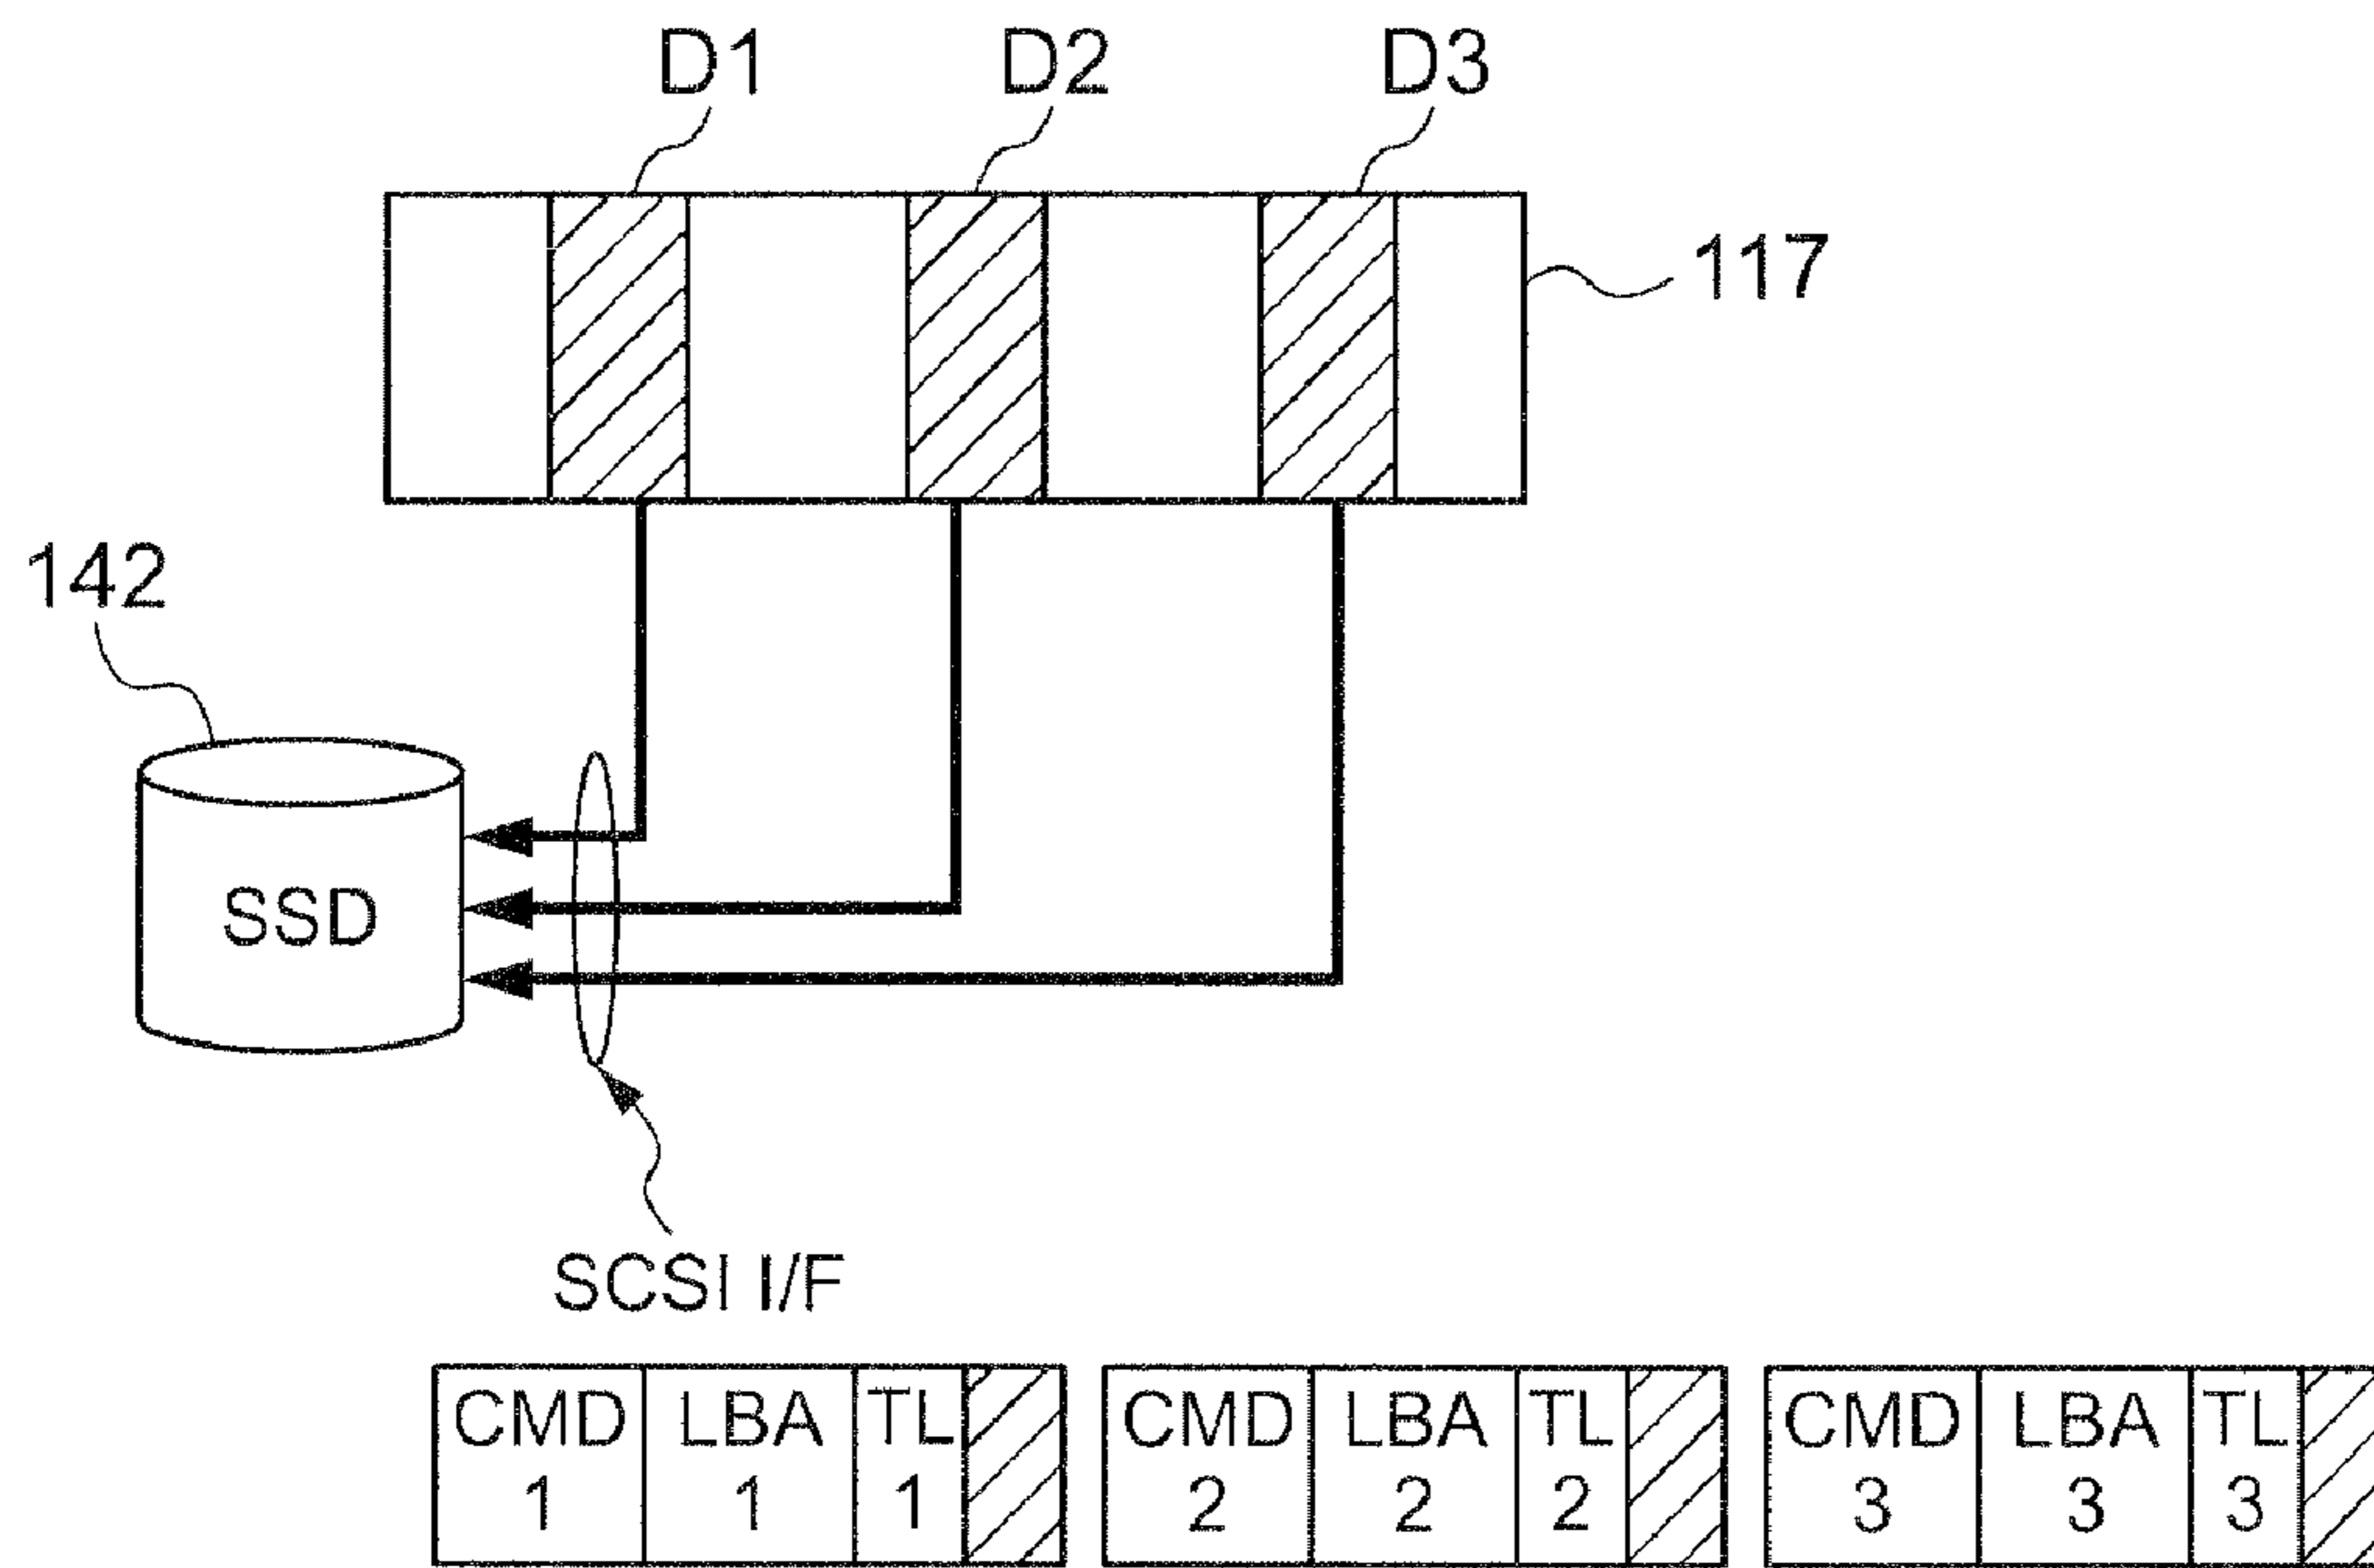 D1 D2 D3
117
142
SSD
SCSI I/F
CMD LBA TL CMD LBA TL CMD LBA TL
1 1 1 2 2 2 3 3 3